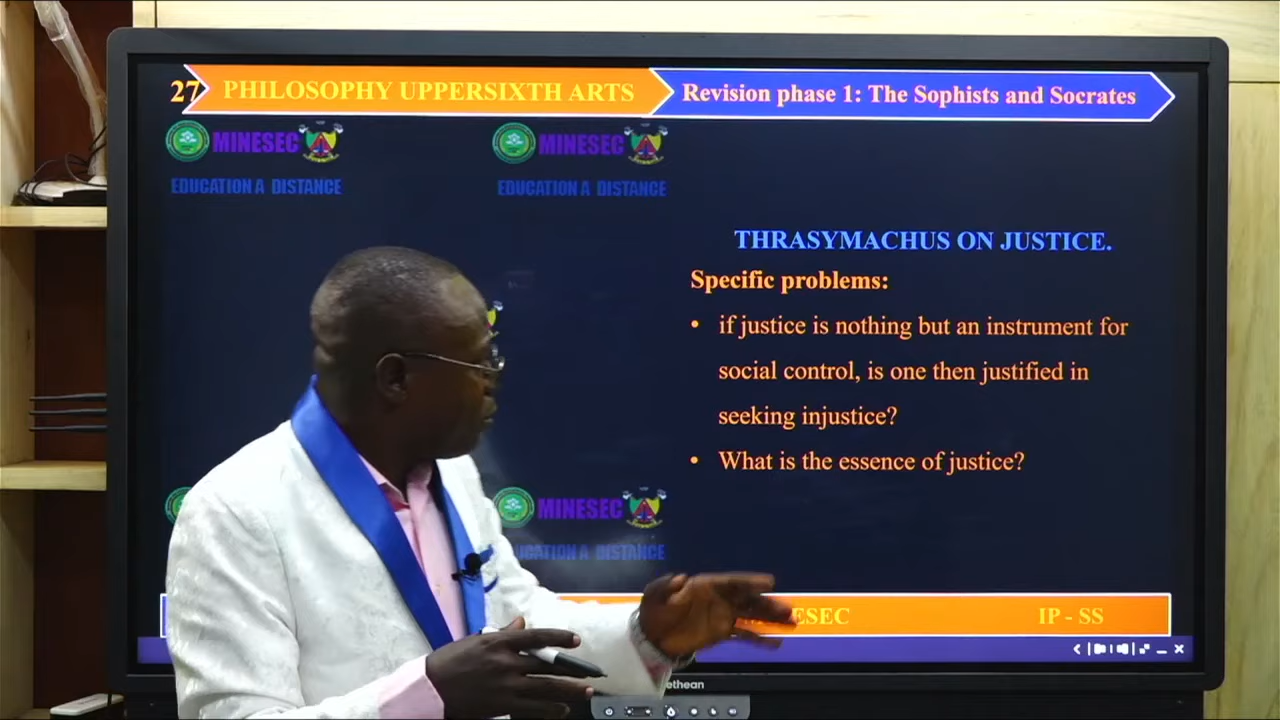 27
PHILOSOPHY UPPERSIXTH ARTS
Revision phase 1: The Sophists and Socrates
MINESEC
MINESEC
EDUCATION A DISTANCE
EDUCATION A DISTANCE
THRASYMACHUS ON JUSTICE.
Specific problems:
• if justice is nothing but an instrument for
social control, is one then justified in
seeking injustice?
• What is the essence of justice?
MINESEC
DISTANCE
IP - SS